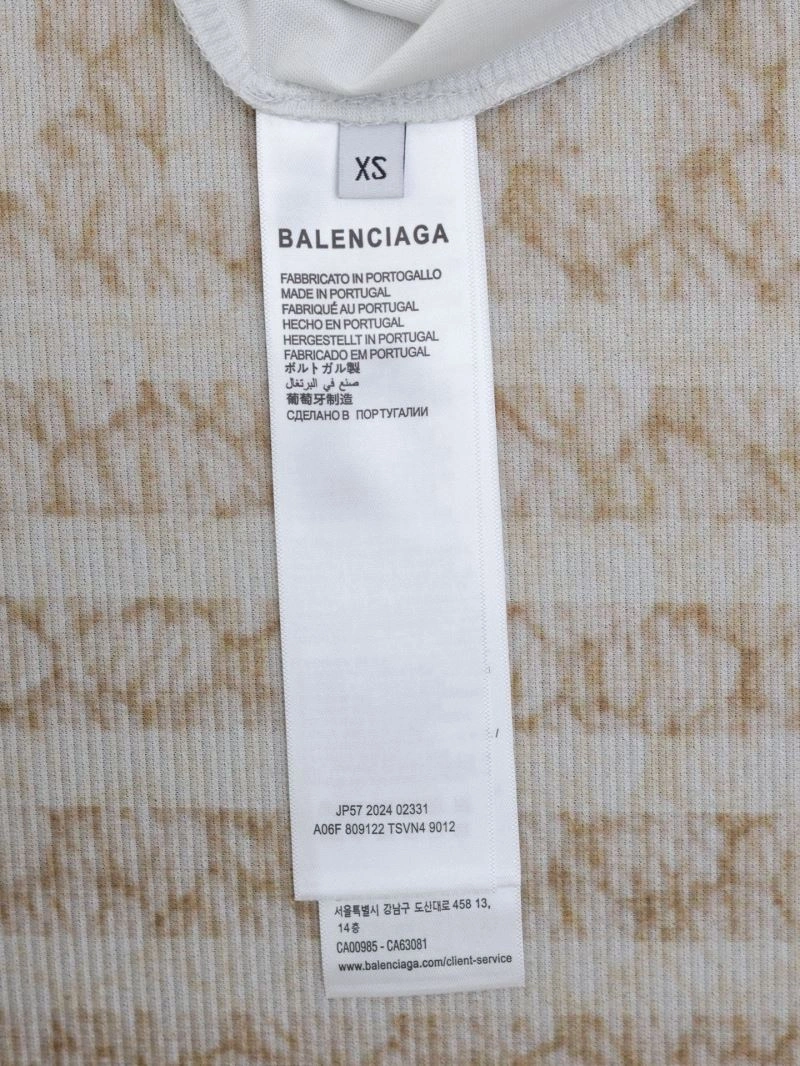 XS
BALENCIAGA
FABBRICATO IN PORTOGALLO
MADE IN PORTUGAL
FABRIQUÉ AU PORTUGAL
HECHO EN PORTUGAL
HERGESTELLT IN PORTUGAL
FABRICADO EM PORTUGAL
ポルトガル製
صنع في البرتغال
葡萄牙制造
СДЕЛАНО В ПОРТУГАЛИИ
JP57 2024 02331
A06F 809122 TSVN4 9012
서울특별시 강남구 도산대로 458 13,
14층
CA00985 - CA63081
www.balenciaga.com/client-service